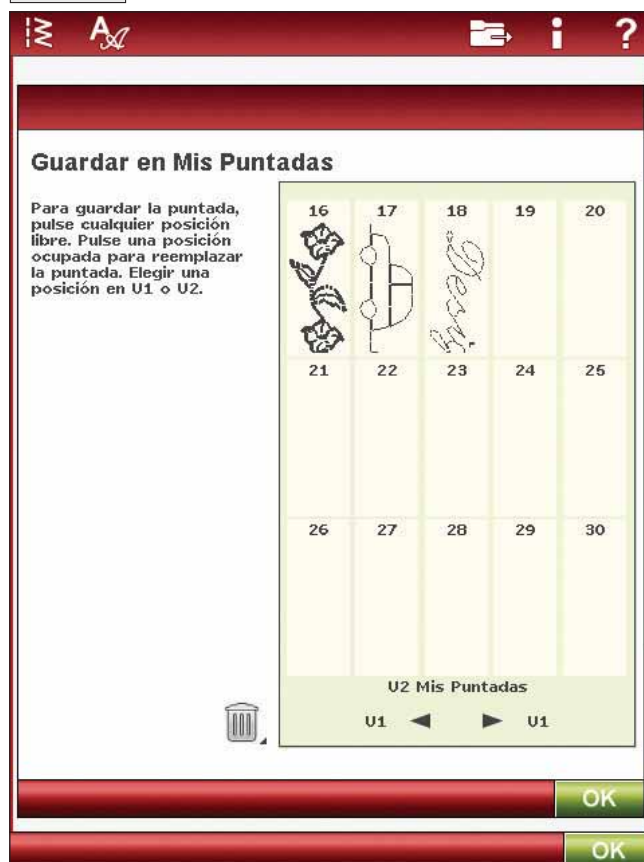 ?
Guardar en Mis Puntadas
Para guardar la puntada,
pulse cualquier posición
libre. Pulse una posición
ocupada para reemplazar
la puntada. Elegir una
posición en U1 o U2.
16 17 18 19 20
21 22 23 24 25
26 27 28 29 30
U2 Mis Puntadas
U1 U1
OK
OK